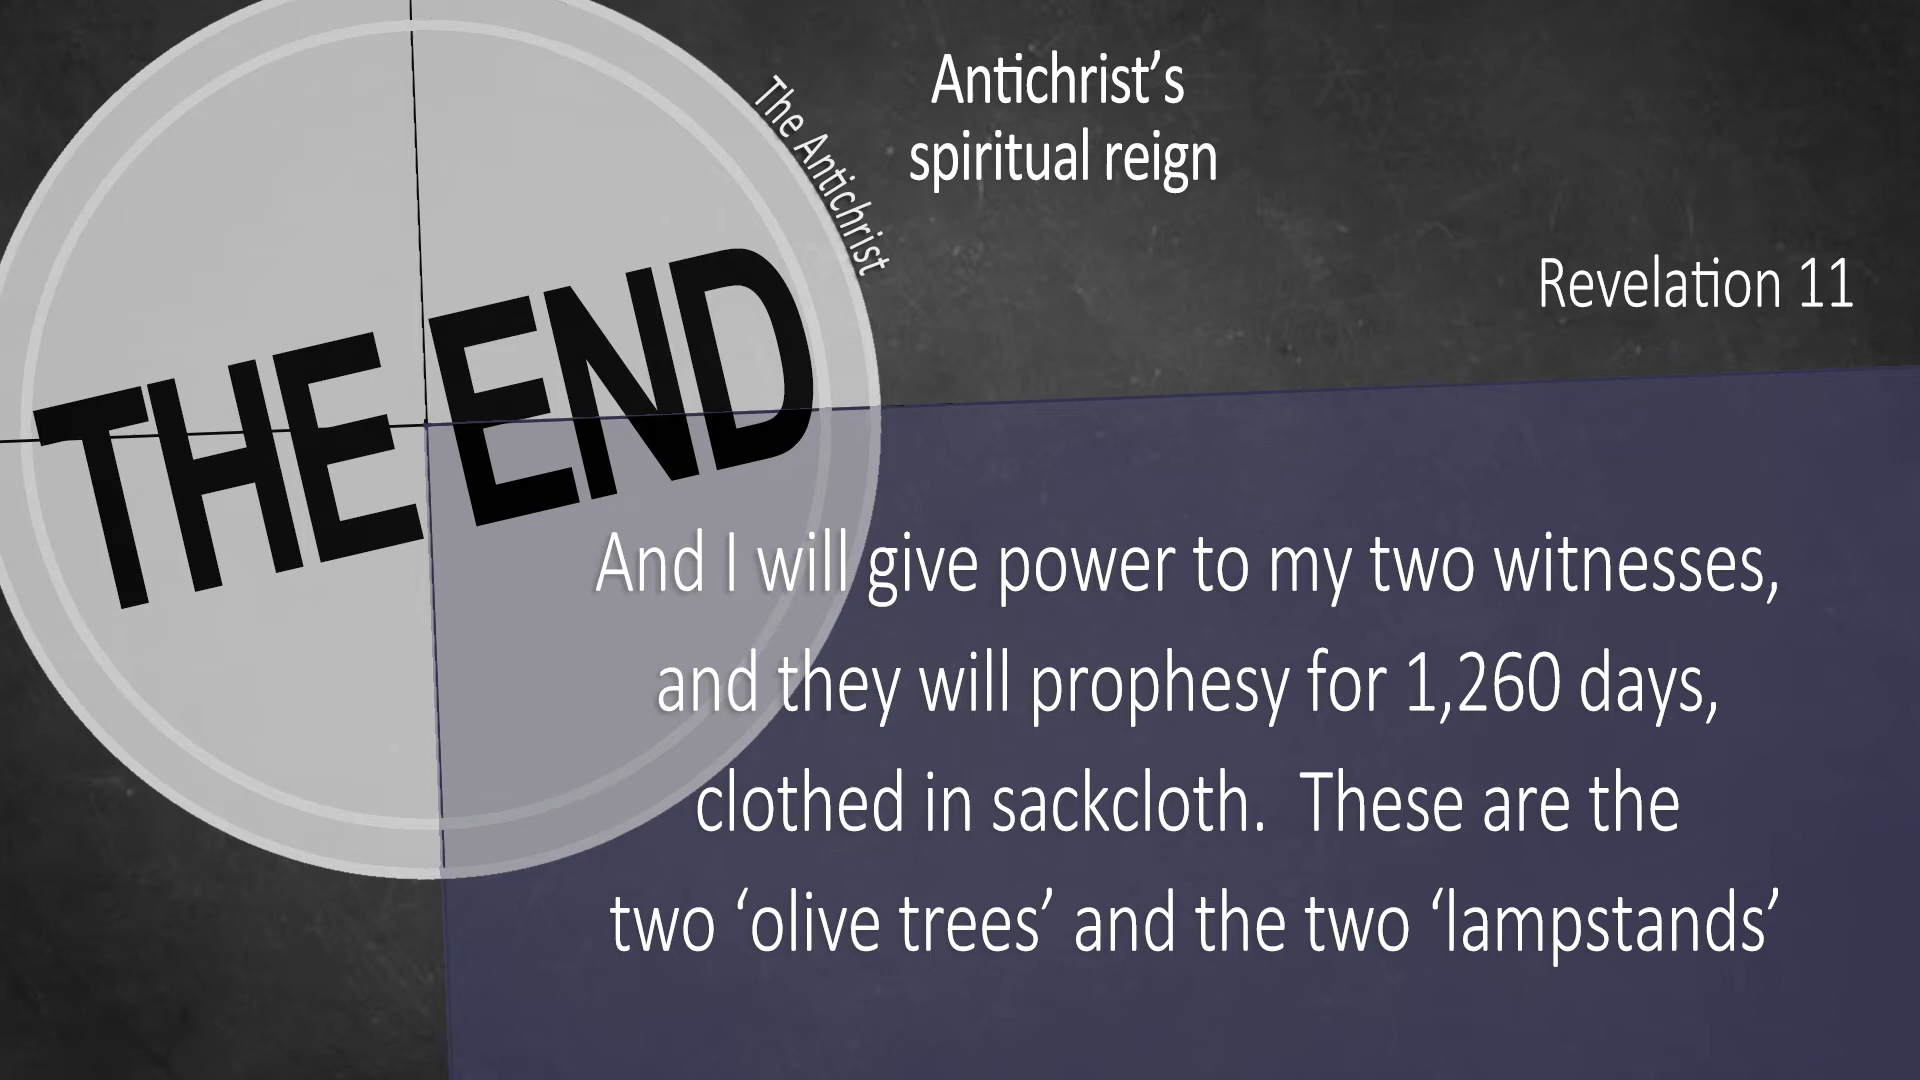 THE END
The Antichrist
Antichrist’s
spiritual reign
Revelation 11
And I will give power to my two witnesses,
and they will prophesy for 1,260 days,
clothed in sackcloth.  These are the
two ‘olive trees’ and the two ‘lampstands’